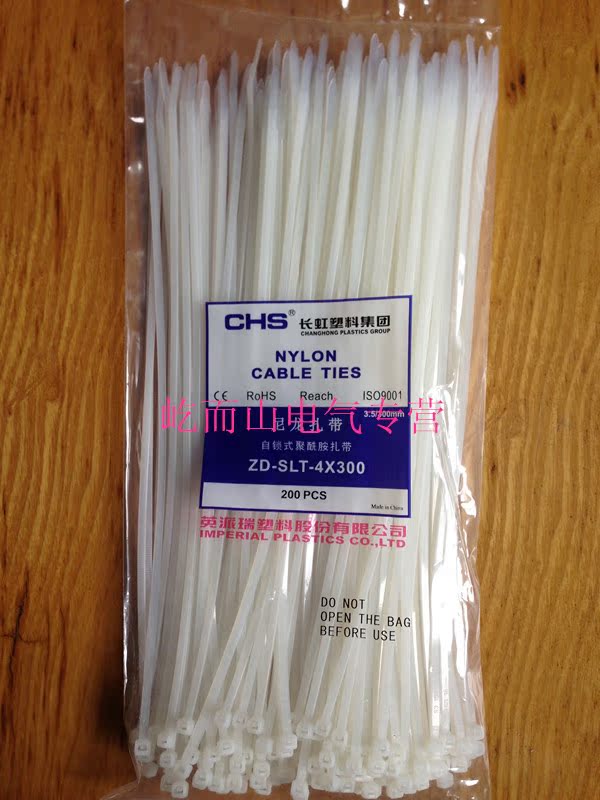 CHS® 长虹塑料集团
CHANGHONG PLASTICS GROUP
NYLON
CABLE TIES
CE RoHS Reach ISO9001
3.5/300mm
尼龙扎带
屹而山电气专营
自锁式聚酰胺扎带
ZD-SLT-4X300
200 PCS
Made in China
英派瑞塑料股份有限公司
IMPERIAL PLASTICS CO.,LTD
DO NOT
OPEN THE BAG
BEFORE USE